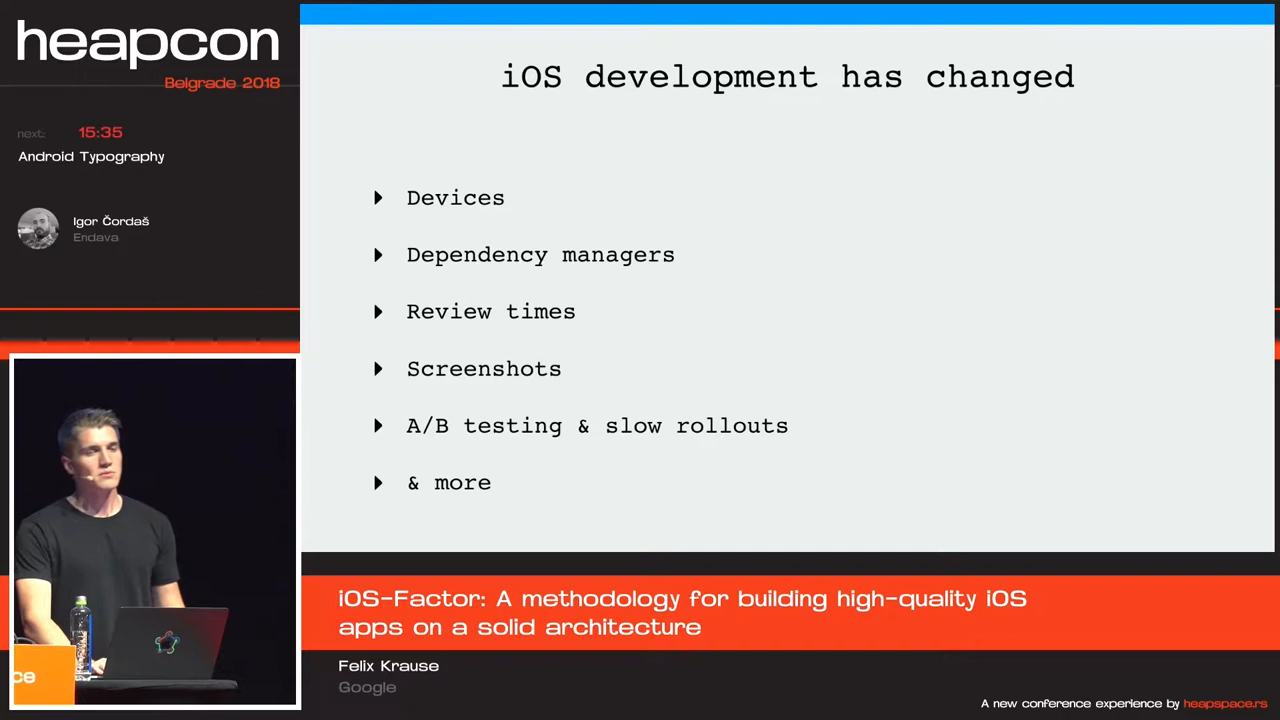 heapcon
Belgrade 2018
next: 15:35
Android Typography
Igor Čordaš
Endava
iOS development has changed
Devices
Dependency managers
Review times
Screenshots
A/B testing & slow rollouts
& more
ce
iOS-Factor: A methodology for building high-quality iOS
apps on a solid architecture
Felix Krause
Google
A new conference experience by heapspace.rs